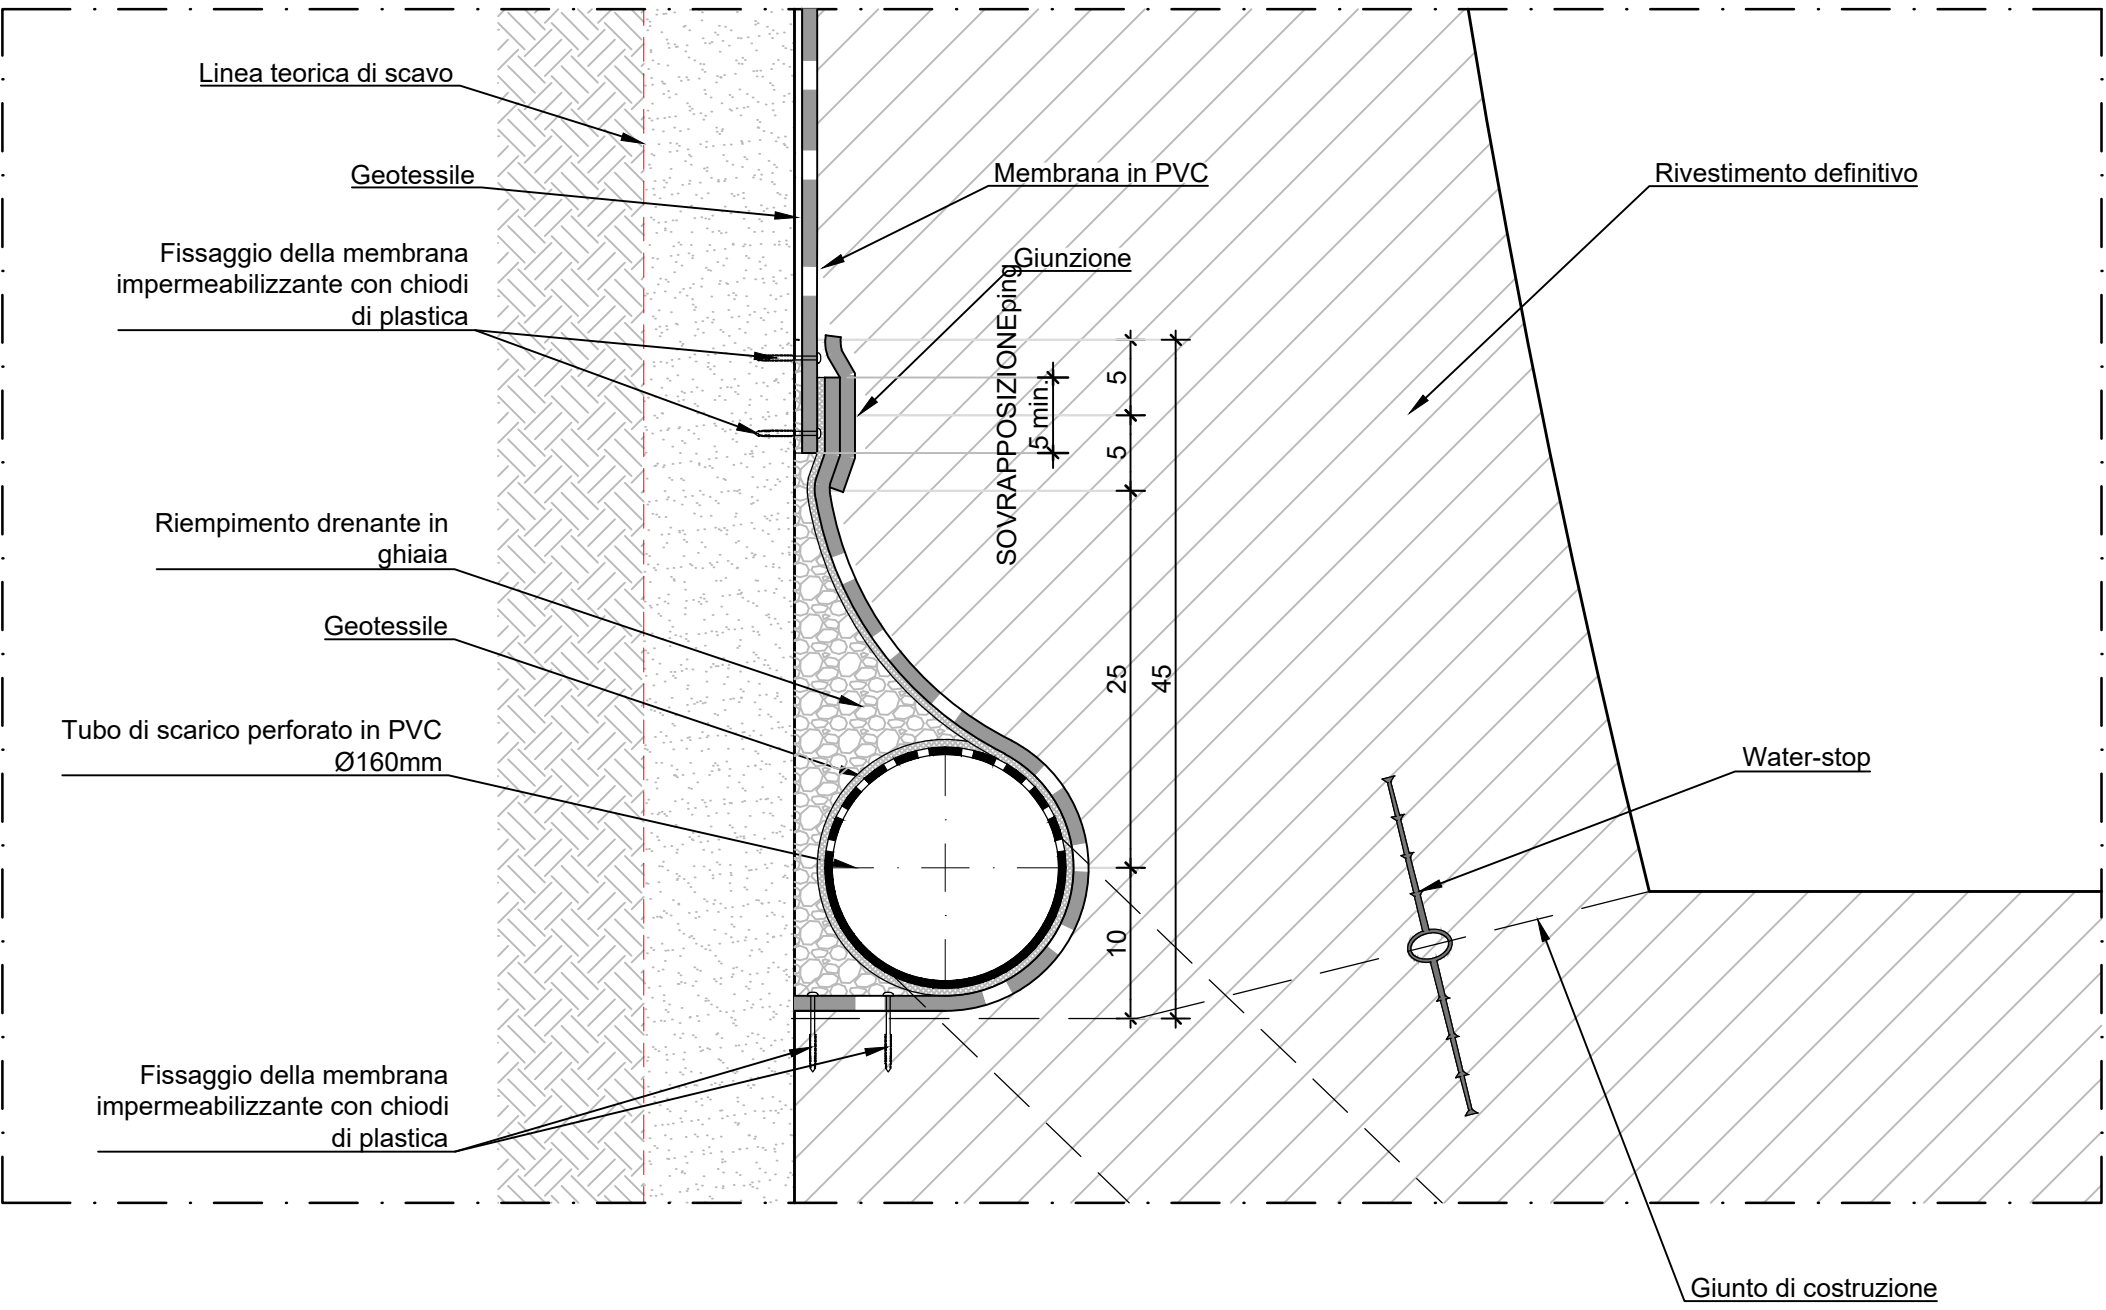 Linea teorica di scavo
Geotessile
Fissaggio della membrana
impermeabilizzante con chiodi
di plastica
Riempimento drenante in
ghiaia
Geotessile
Tubo di scarico perforato in PVC
Ø160mm
Fissaggio della membrana
impermeabilizzante con chiodi
di plastica
Membrana in PVC
Giunzione
SOVRAPPOSIZIONEping
5 min.
5
5
25
45
10
Rivestimento definitivo
Water-stop
Giunto di costruzione